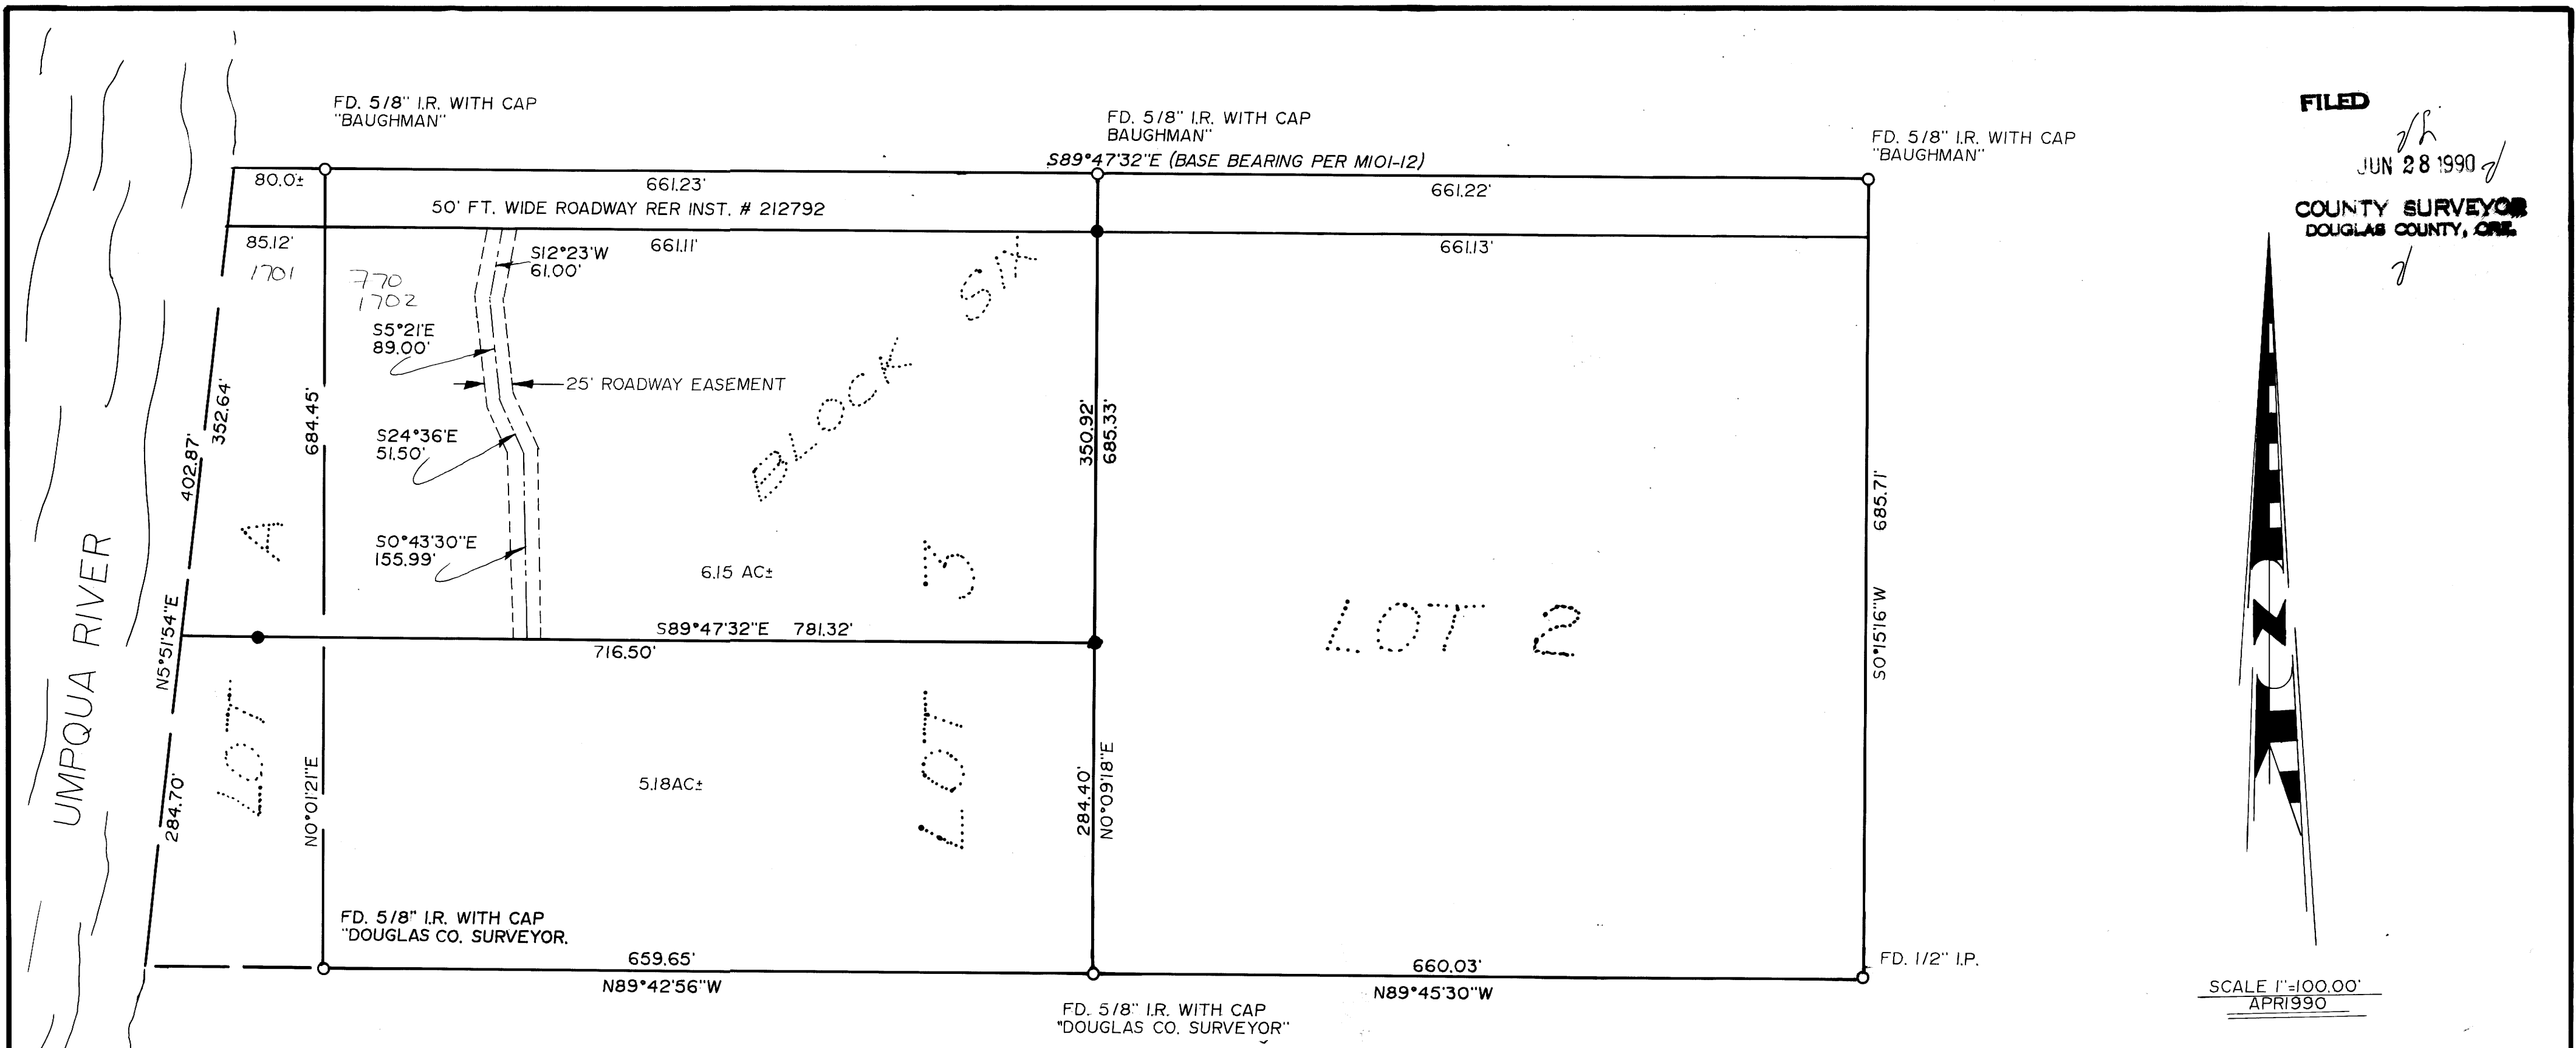 FD. 5/8" I.R. WITH CAP
"BAUGHMAN"
FD. 5/8" I.R. WITH CAP
BAUGHMAN"
FD. 5/8" I.R. WITH CAP
"BAUGHMAN"
FILED
JUN 28 1990
COUNTY SURVEYOR
DOUGLAS COUNTY, ORE.
S89°47'32"E (BASE BEARING PER M101-12)
80.0±
661.23'
661.22'
50' FT. WIDE ROADWAY RER INST. # 212792
85.12'
661.11'
661.13'
1701
770
1702
S12°23'W
61.00'
S5°21'E
89.00'
25' ROADWAY EASEMENT
S24°36'E
51.50'
S0°43'30"E
155.99'
BLOCK SIX
352.64'
402.87'
684.45'
350.92'
685.33'
685.71'
S0°15'16"W
N5°51'54"E
UMPQUA RIVER
LOT A
6.15 AC±
LOT 3
LOT 2
S89°47'32"E 781.32'
716.50'
284.70'
N0°01'21"E
5.18AC±
284.40'
N0°09'18"E
FD. 5/8" I.R. WITH CAP
"DOUGLAS CO. SURVEYOR.
659.65'
N89°42'56"W
660.03'
N89°45'30"W
FD. 1/2" I.P.
FD. 5/8" I.R. WITH CAP
"DOUGLAS CO. SURVEYOR"
N
SCALE 1"=100.00'
APR1990